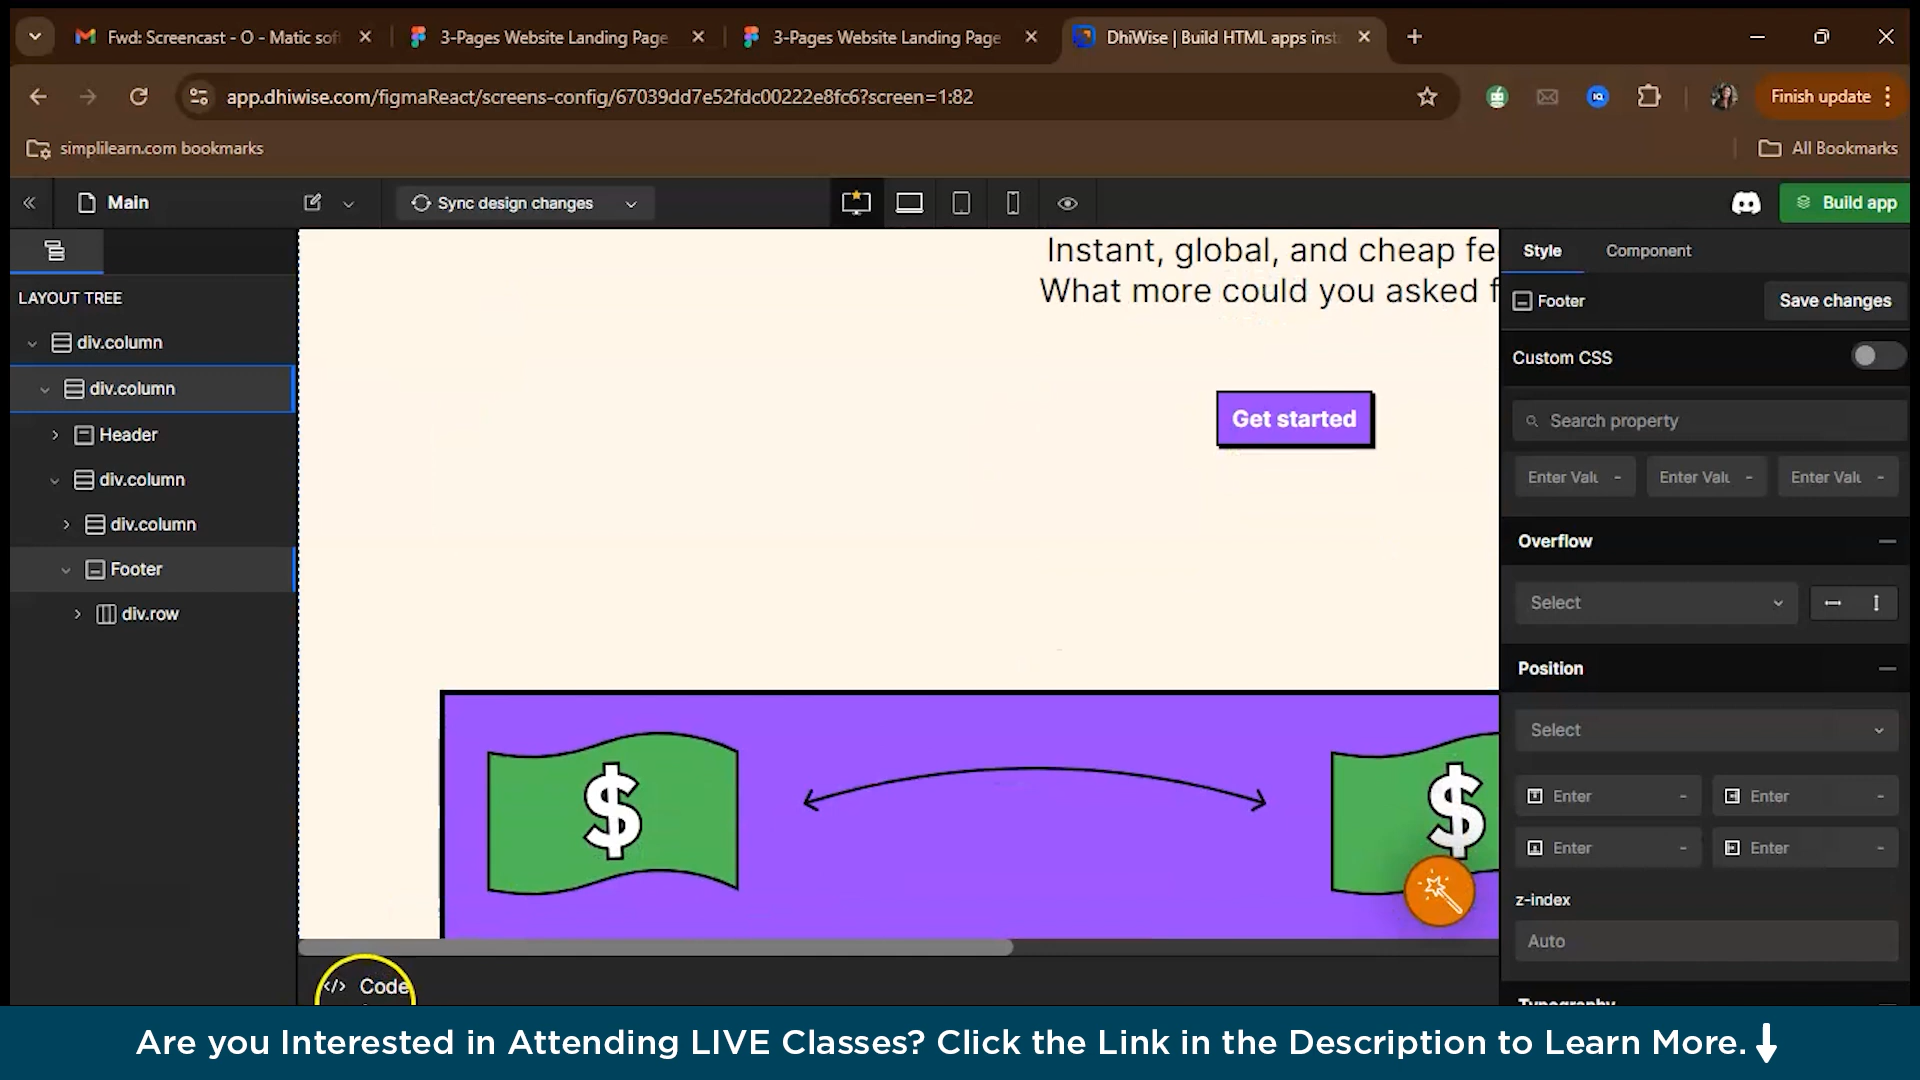 Fwd: Screencast - O - Matic sof
3-Pages Website Landing Page
3-Pages Website Landing Page
DhiWise | Build HTML apps inst
app.dhiwise.com/figmaReact/screens-config/67039dd7e52fdc00222e8fc6?screen=1:82
Finish update
simplilearn.com bookmarks
All Bookmarks
Main
Sync design changes
Build app
LAYOUT TREE
div.column
div.column
Header
div.column
div.column
Footer
div.row
Instant, global, and cheap fe
What more could you asked f
Get started
$
$
</> Code
Style
Component
Footer
Save changes
Custom CSS
Search property
Enter Valu -
Enter Valu -
Enter Valu -
Overflow
Select
Position
Select
Enter -
Enter -
Enter -
Enter -
z-index
Auto
Typography
Are you Interested in Attending LIVE Classes? Click the Link in the Description to Learn More.